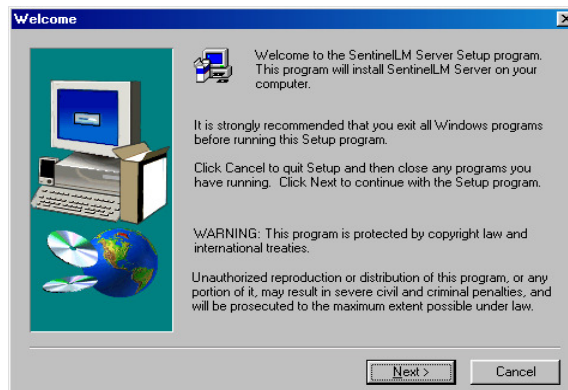 Welcome
Welcome to the SentinelLM Server Setup program.
This program will install SentinelLM Server on your
computer.
It is strongly recommended that you exit all Windows programs
before running this Setup program.
Click Cancel to quit Setup and then close any programs you
have running. Click Next to continue with the Setup program.
WARNING: This program is protected by copyright law and
international treaties.
Unauthorized reproduction or distribution of this program, or any
portion of it, may result in severe civil and criminal penalties, and
will be prosecuted to the maximum extent possible under law.
Next >
Cancel